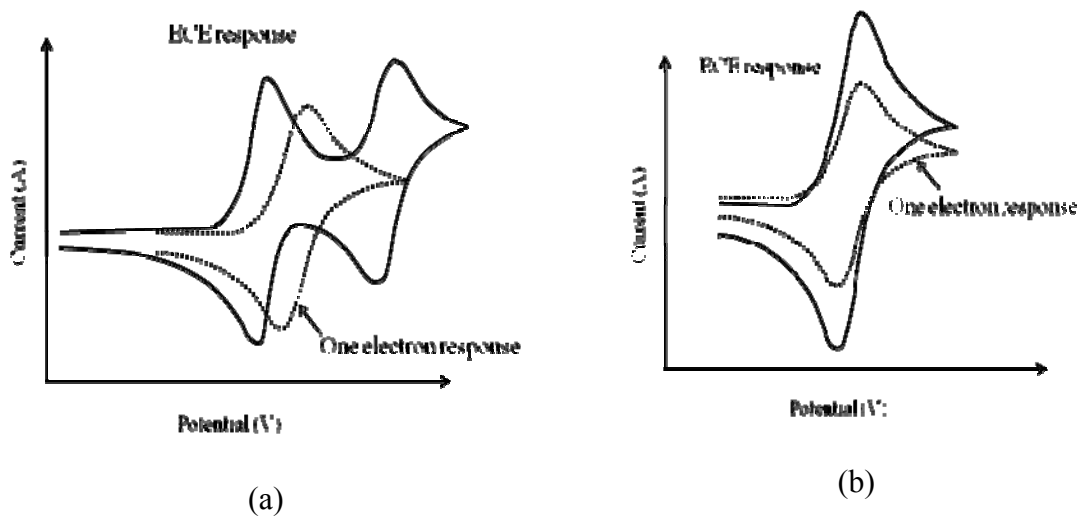 ECE response
Current (A)
One electron response
Potential (V)
(a)
ECE response
Current (A)
One electron response
Potential (V)
(b)